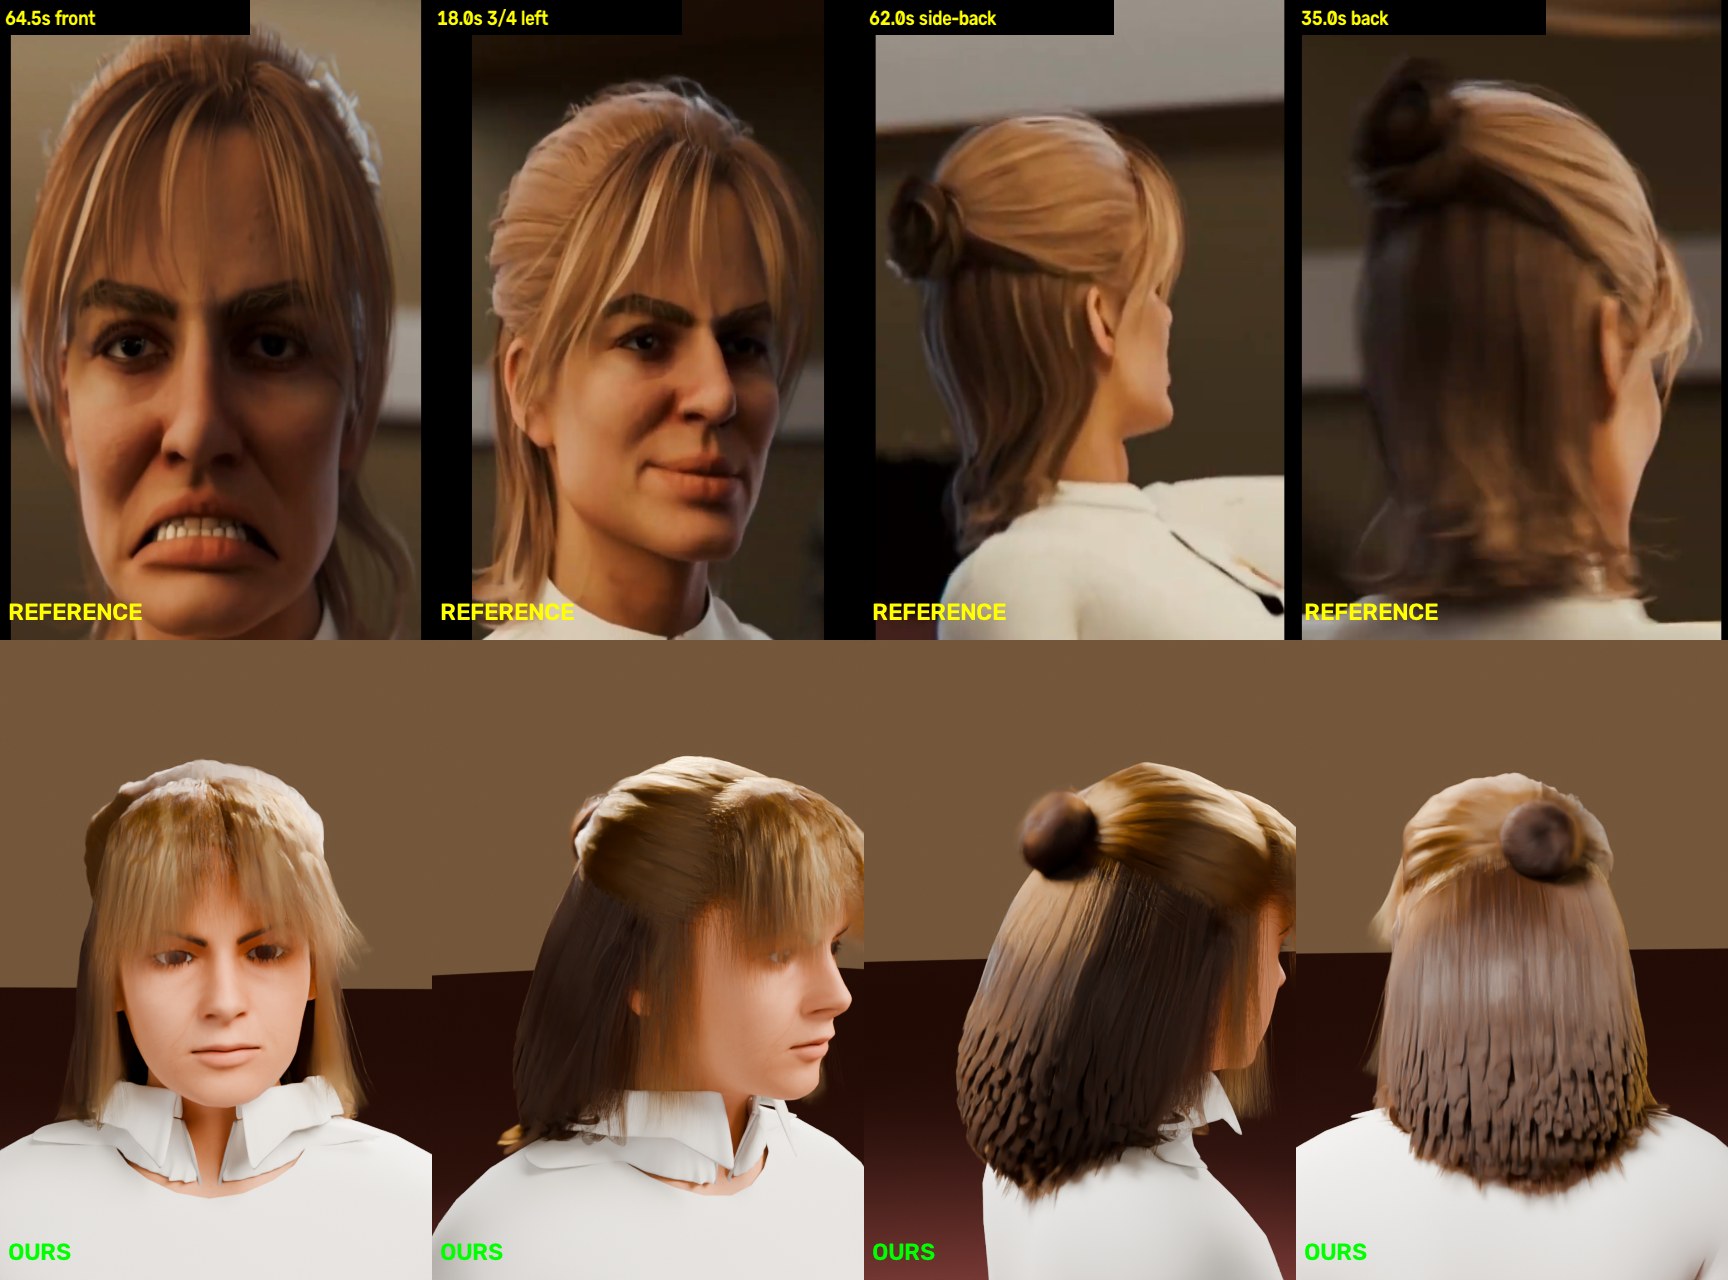 64.5s front
18.0s 3/4 left
62.0s side-back
35.0s back
REFERENCE
REFERENCE
REFERENCE
REFERENCE
OURS
OURS
OURS
OURS